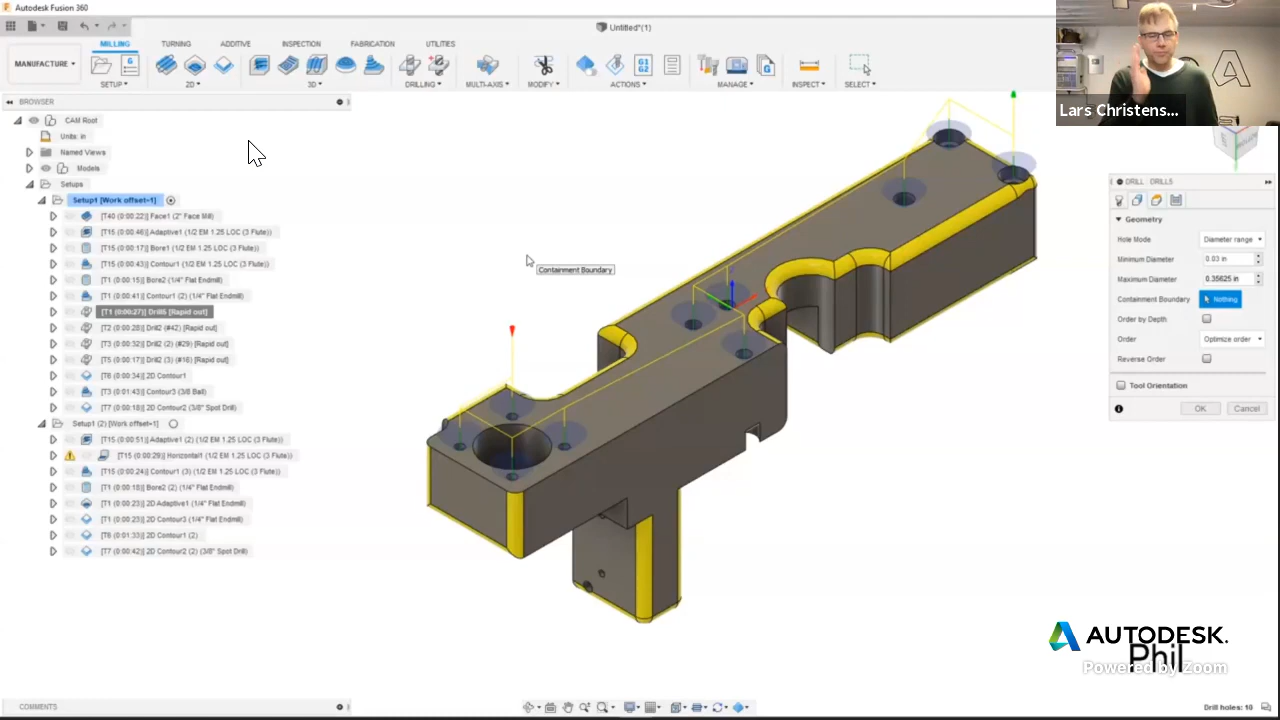 Autodesk Fusion 360
Untitled*(1)
MANUFACTURE
MILLING
TURNING
ADDITIVE
INSPECTION
FABRICATION
UTILITIES
SETUP
2D
3D
DRILLING
MULTI-AXIS
MODIFY
ACTIONS
MANAGE
INSPECT
SELECT
G1
G2
Lars Christens...
BROWSER
CAM Root
Units: in
Named Views
Models
Setups
Setup1 [Work offset=1]
[T40 (0:00:22)] Face1 (2" Face Mill)
[T15 (0:00:46)] Adaptive1 (1/2 EM 1.25 LOC (3 Flute))
[T15 (0:00:17)] Bore1 (1/2 EM 1.25 LOC (3 Flute))
[T15 (0:00:43)] Contour1 (1/2 EM 1.25 LOC (3 Flute))
[T1 (0:00:15)] Bore2 (1/4" Flat Endmill)
[T1 (0:00:41)] Contour1 (2) (1/4" Flat Endmill)
[T1 (0:00:27)] Drill5 [Rapid out]
[T2 (0:00:28)] Drill2 (#42) [Rapid out]
[T3 (0:00:32)] Drill2 (2) (#29) [Rapid out]
[T5 (0:00:17)] Drill2 (3) (#16) [Rapid out]
[T6 (0:00:34)] 2D Contour1
[T3 (0:01:43)] Contour3 (3/8 Ball)
[T7 (0:00:18)] 2D Contour2 (3/8" Spot Drill)
Setup1 (2) [Work offset=1]
[T15 (0:00:51)] Adaptive1 (2) (1/2 EM 1.25 LOC (3 Flute))
[T15 (0:00:29)] Horizontal1 (1/2 EM 1.25 LOC (3 Flute))
[T15 (0:00:24)] Contour1 (3) (1/2 EM 1.25 LOC (3 Flute))
[T1 (0:00:18)] Bore2 (2) (1/4" Flat Endmill)
[T1 (0:00:23)] 2D Adaptive1 (1/4" Flat Endmill)
[T1 (0:00:23)] 2D Contour3 (1/4" Flat Endmill)
[T6 (0:01:33)] 2D Contour1 (2)
[T7 (0:00:42)] 2D Contour2 (2) (3/8" Spot Drill)
Containment Boundary
DRILL : DRILL5
Geometry
Hole Mode Diameter range
Minimum Diameter 0.03 in
Maximum Diameter 0.35625 in
Containment Boundary Nothing
Order by Depth
Order Optimize order
Reverse Order
Tool Orientation
OK Cancel
AUTODESK.
Phil
Powered by Zoom
COMMENTS
Drill holes: 10